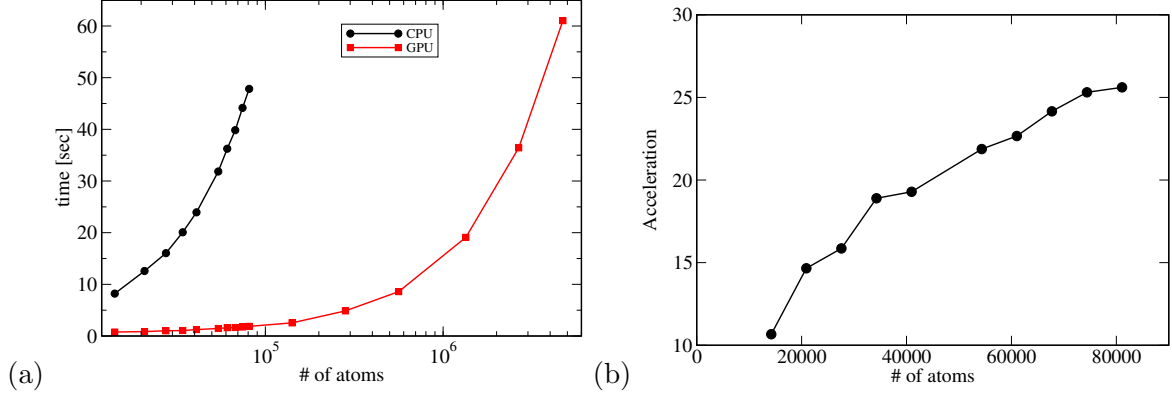 60
50
40
30
20
10
0
time [sec]
CPU
GPU
10^5
10^6
# of atoms
(a)
30
25
20
15
10
Acceleration
0
20000
40000
60000
80000
# of atoms
(b)